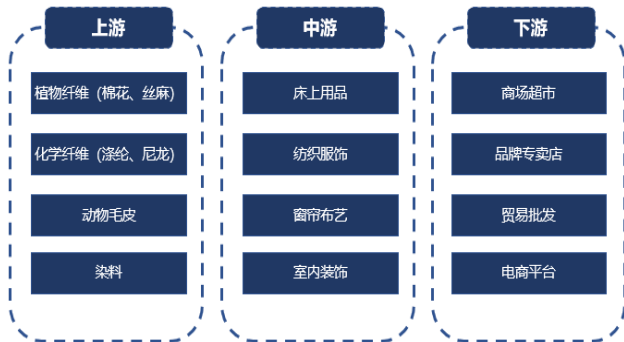 上游
植物纤维（棉花、丝麻）
化学纤维（涤纶、尼龙）
动物毛皮
染料
中游
床上用品
纺织服饰
窗帘布艺
室内装饰
下游
商场超市
品牌专卖店
贸易批发
电商平台